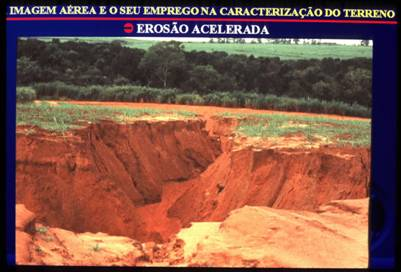 IMAGEM AÉREA E O SEU EMPREGO NA CARACTERIZAÇÃO DO TERRENO
EROSÃO ACELERADA